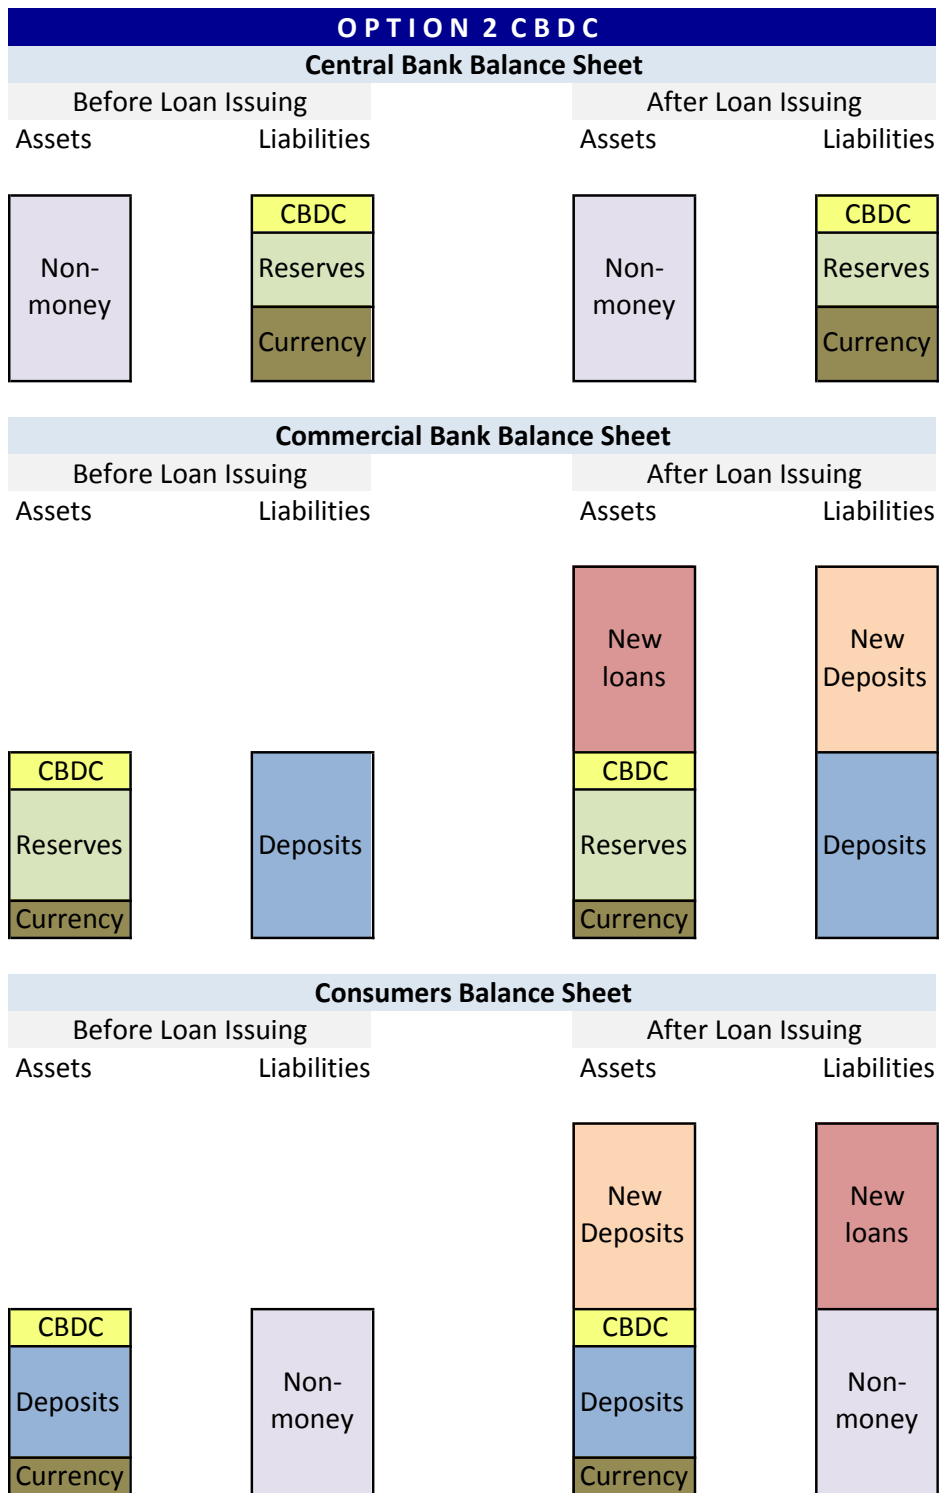 OPTION 2 CBDC
Central Bank Balance Sheet
Before Loan Issuing After Loan Issuing
Assets Liabilities Assets Liabilities
CBDC CBDC
Non-money Reserves Non-money Reserves
Currency Currency
Commercial Bank Balance Sheet
Before Loan Issuing After Loan Issuing
Assets Liabilities Assets Liabilities
New loans New Deposits
CBDC CBDC
Reserves Deposits Reserves Deposits
Currency Currency
Consumers Balance Sheet
Before Loan Issuing After Loan Issuing
Assets Liabilities Assets Liabilities
New Deposits New loans
CBDC CBDC
Deposits Non-money Deposits Non-money
Currency Currency